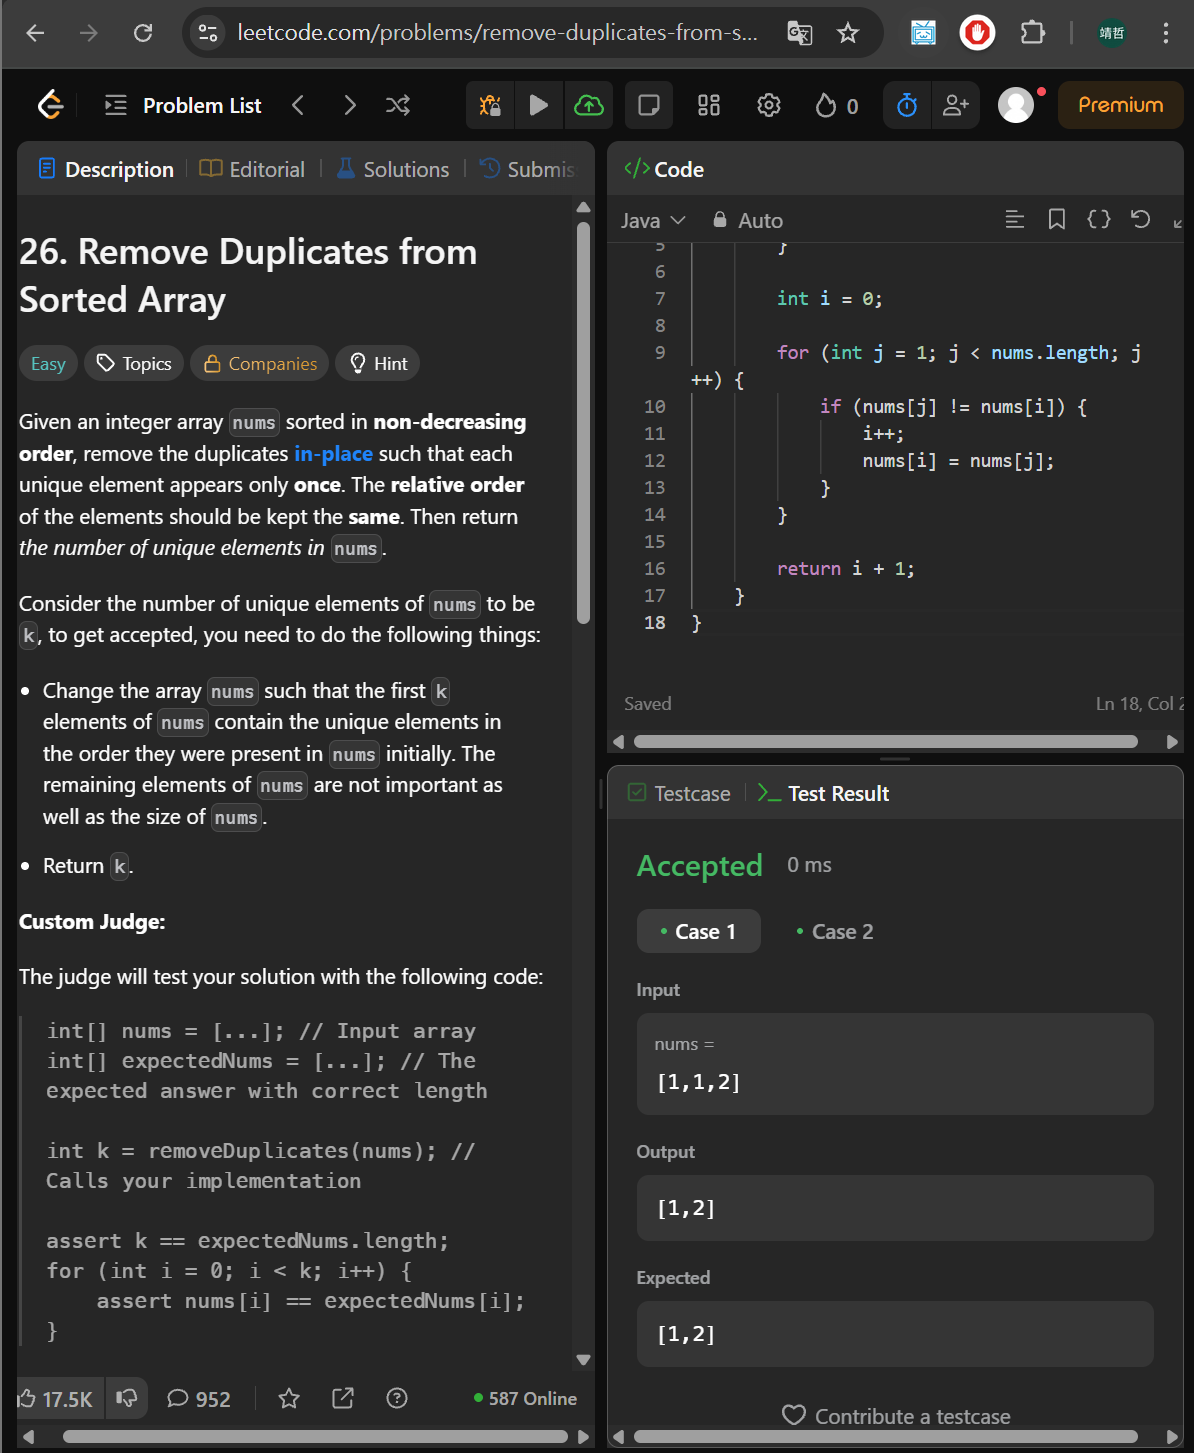 leetcode.com/problems/remove-duplicates-from-s...
靖哲
Problem List
0
Premium
Description
Editorial
Solutions
Submis
26. Remove Duplicates from
Sorted Array
Easy
Topics
Companies
Hint
Given an integer array nums sorted in non-decreasing
order, remove the duplicates in-place such that each
unique element appears only once. The relative order
of the elements should be kept the same. Then return
the number of unique elements in nums.
Consider the number of unique elements of nums to be
k, to get accepted, you need to do the following things:
• Change the array nums such that the first k
elements of nums contain the unique elements in
the order they were present in nums initially. The
remaining elements of nums are not important as
well as the size of nums.
• Return k.
Custom Judge:
The judge will test your solution with the following code:
int[] nums = [...]; // Input array
int[] expectedNums = [...]; // The
expected answer with correct length
int k = removeDuplicates(nums); //
Calls your implementation
assert k == expectedNums.length;
for (int i = 0; i < k; i++) {
    assert nums[i] == expectedNums[i];
}
17.5K
952
587 Online
</> Code
Java
Auto
5 }
6
7 int i = 0;
8
9 for (int j = 1; j < nums.length; j
++) {
10 if (nums[j] != nums[i]) {
11 i++;
12 nums[i] = nums[j];
13 }
14 }
15
16 return i + 1;
17 }
18 }
Saved
Ln 18, Col 2
Testcase
Test Result
Accepted
0 ms
• Case 1
• Case 2
Input
nums =
[1,1,2]
Output
[1,2]
Expected
[1,2]
Contribute a testcase